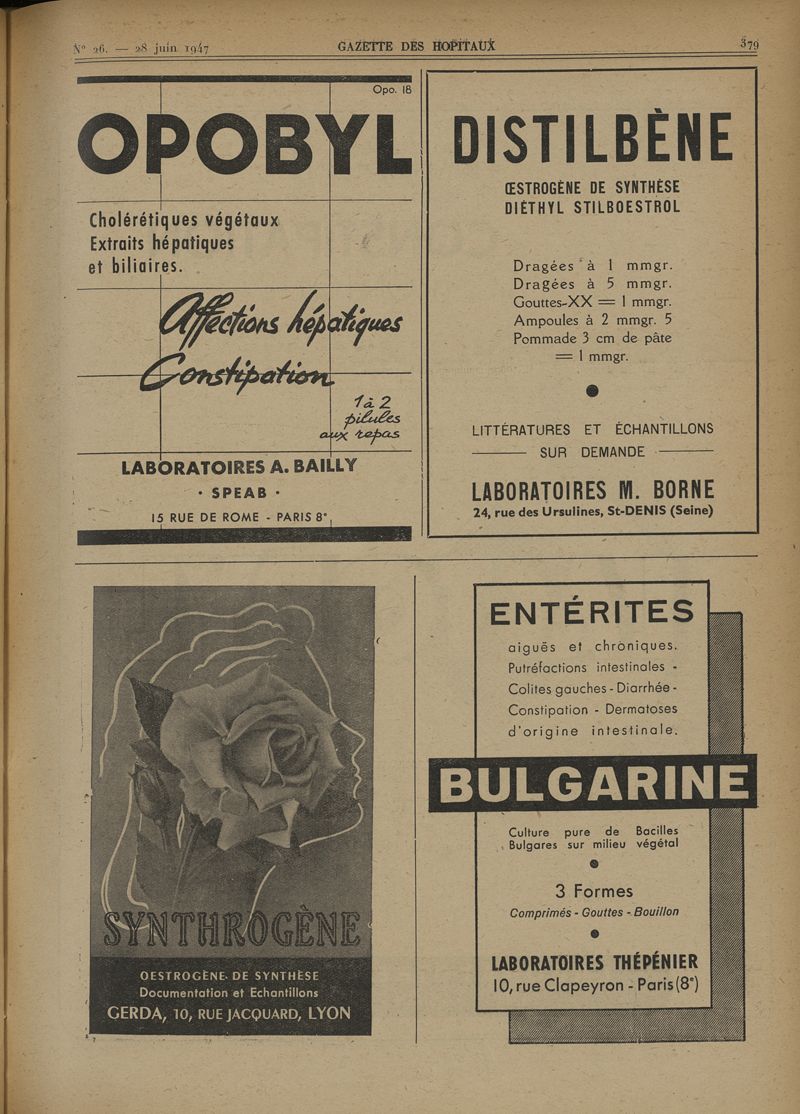 N° 26. — 28 juin 1947
GAZETTE DES HOPITAUX
379
Opo. 18
OPOBYL
Cholérétiques végétaux
Extraits hépatiques
et biliaires.
Affections hépatiques
Constipation
1 à 2
pilules
aux repas
LABORATOIRES A. BAILLY
· SPEAB ·
15 RUE DE ROME - PARIS 8e
DISTILBÈNE
ŒSTROGÈNE DE SYNTHÈSE
DIÉTHYL STILBOESTROL
Dragées à 1 mmgr.
Dragées à 5 mmgr.
Gouttes-XX = 1 mmgr.
Ampoules à 2 mmgr. 5
Pommade 3 cm de pâte
= 1 mmgr.
●
LITTÉRATURES ET ÉCHANTILLONS
SUR DEMANDE
LABORATOIRES M. BORNE
24, rue des Ursulines, St-DENIS (Seine)
SYNTHROGÈNE
OESTROGÈNE DE SYNTHÈSE
Documentation et Echantillons
GERDA, 10, RUE JACQUARD, LYON
ENTÉRITES
aiguës et chroniques.
Putréfactions intestinales -
Colites gauches - Diarrhée -
Constipation - Dermatoses
d'origine intestinale.
BULGARINE
Culture pure de Bacilles
Bulgares sur milieu végétal
●
3 Formes
Comprimés - Gouttes - Bouillon
●
LABORATOIRES THÉPÉNIER
10, rue Clapeyron - Paris (8e)